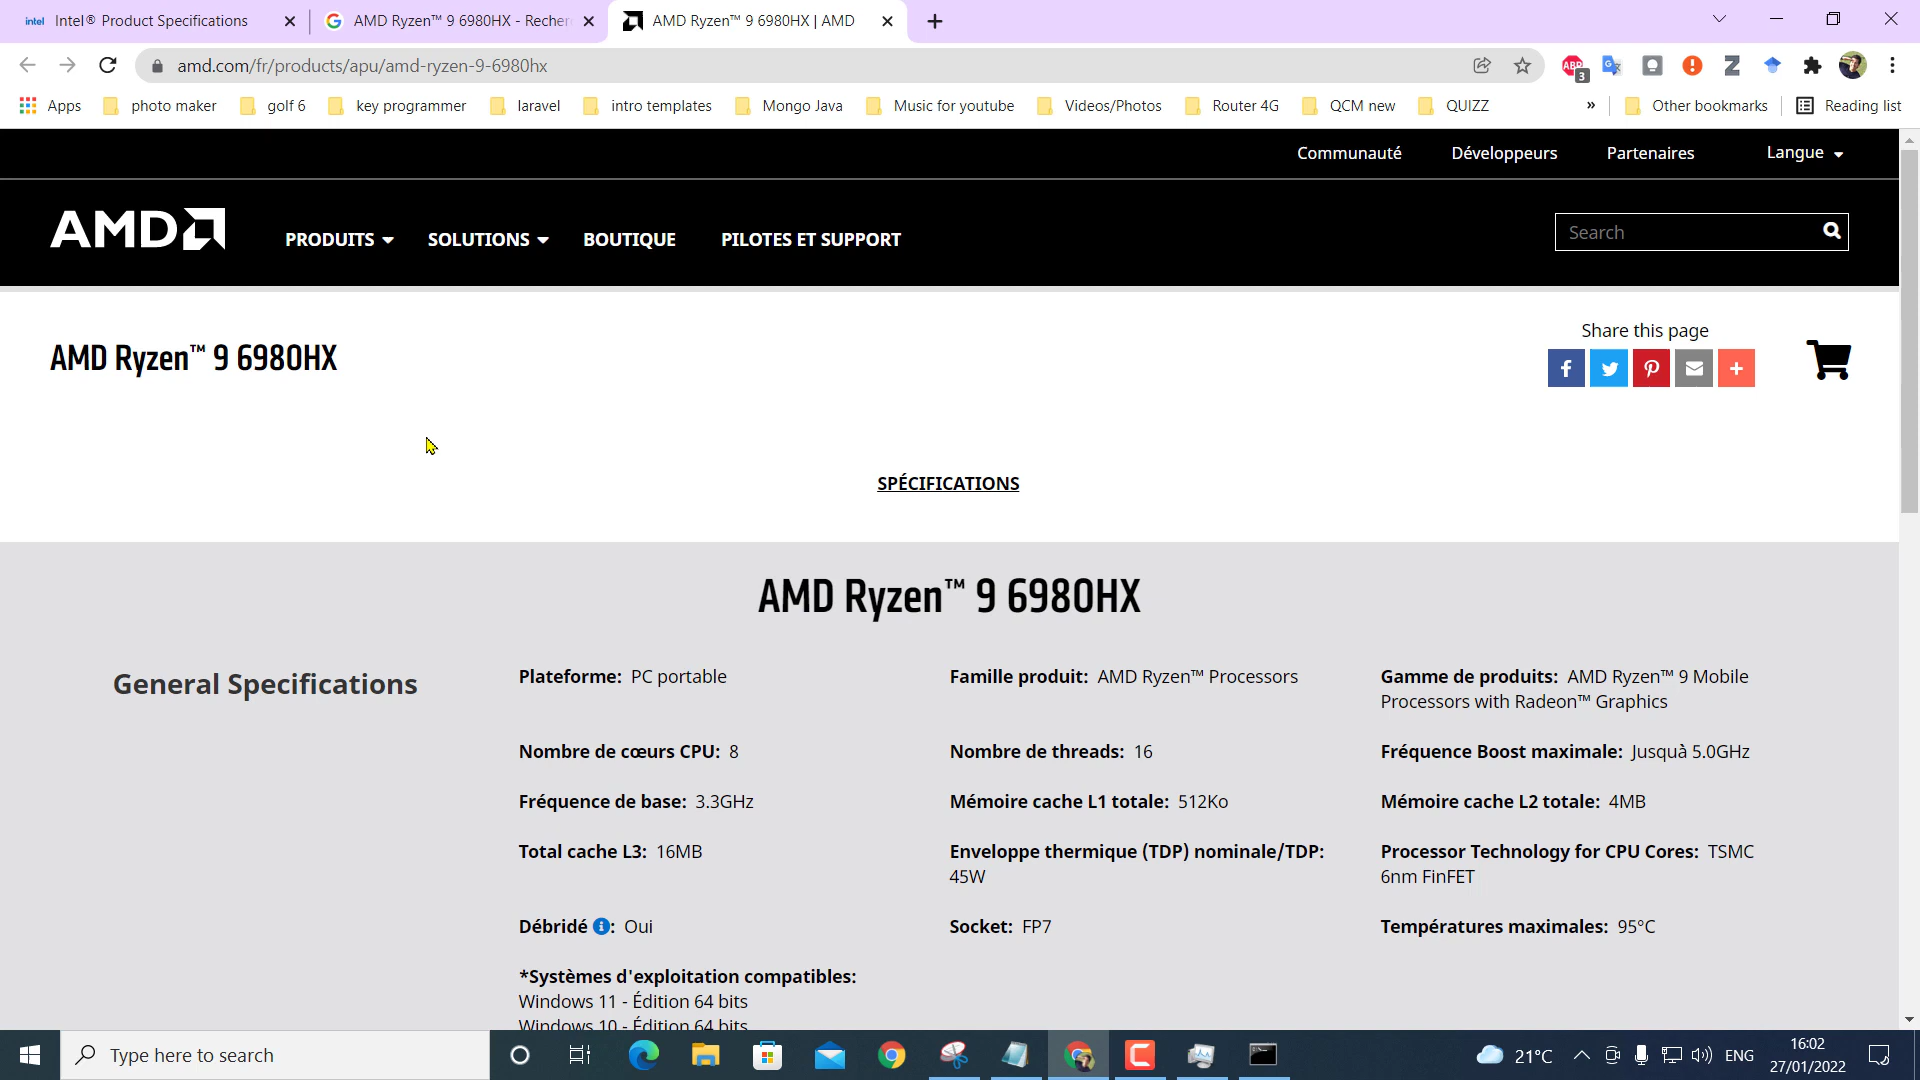 intel Intel® Product Specifications
AMD Ryzen™ 9 6980HX - Recher
AMD Ryzen™ 9 6980HX | AMD
amd.com/fr/products/apu/amd-ryzen-9-6980hx
ABP 3
Apps photo maker golf 6 key programmer laravel intro templates Mongo Java Music for youtube Videos/Photos Router 4G QCM new QUIZZ » Other bookmarks Reading list
Communauté Développeurs Partenaires Langue
AMD PRODUITS SOLUTIONS BOUTIQUE PILOTES ET SUPPORT Search
Share this page
AMD Ryzen™ 9 6980HX
SPÉCIFICATIONS
AMD Ryzen™ 9 6980HX
General Specifications
Plateforme: PC portable
Famille produit: AMD Ryzen™ Processors
Gamme de produits: AMD Ryzen™ 9 Mobile
Processors with Radeon™ Graphics
Nombre de cœurs CPU: 8
Nombre de threads: 16
Fréquence Boost maximale: Jusquà 5.0GHz
Fréquence de base: 3.3GHz
Mémoire cache L1 totale: 512Ko
Mémoire cache L2 totale: 4MB
Total cache L3: 16MB
Enveloppe thermique (TDP) nominale/TDP:
45W
Processor Technology for CPU Cores: TSMC
6nm FinFET
Débridé : Oui
Socket: FP7
Températures maximales: 95°C
*Systèmes d'exploitation compatibles:
Windows 11 - Édition 64 bits
Windows 10 - Édition 64 bits
Type here to search
21°C
ENG
16:02
27/01/2022